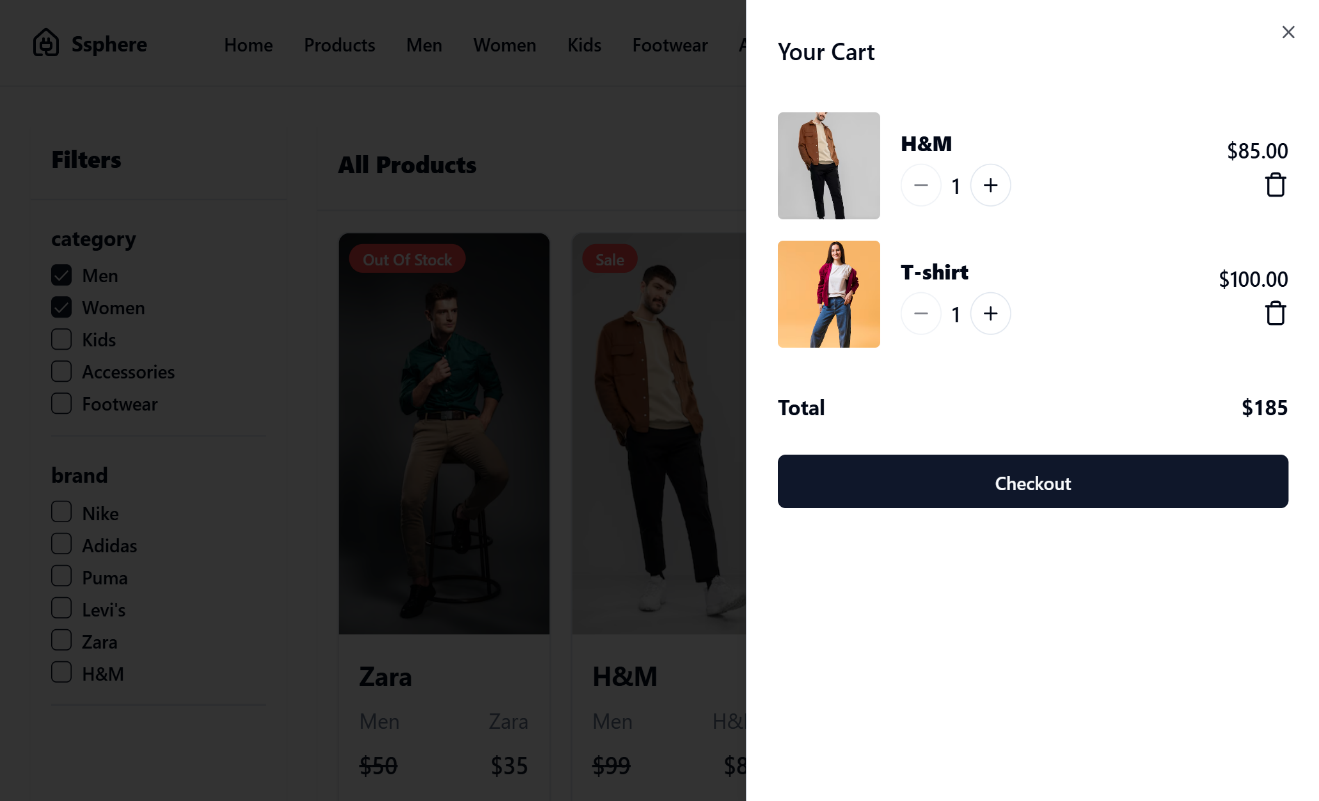 Ssphere
Home Products Men Women Kids Footwear
Filters
category
Men
Women
Kids
Accessories
Footwear
brand
Nike
Adidas
Puma
Levi's
Zara
H&M
All Products
Out Of Stock
Zara
Men Zara
$50 $35
Sale
H&M
Men
$99
Your Cart
H&M
1
$85.00
T-shirt
1
$100.00
Total $185
Checkout